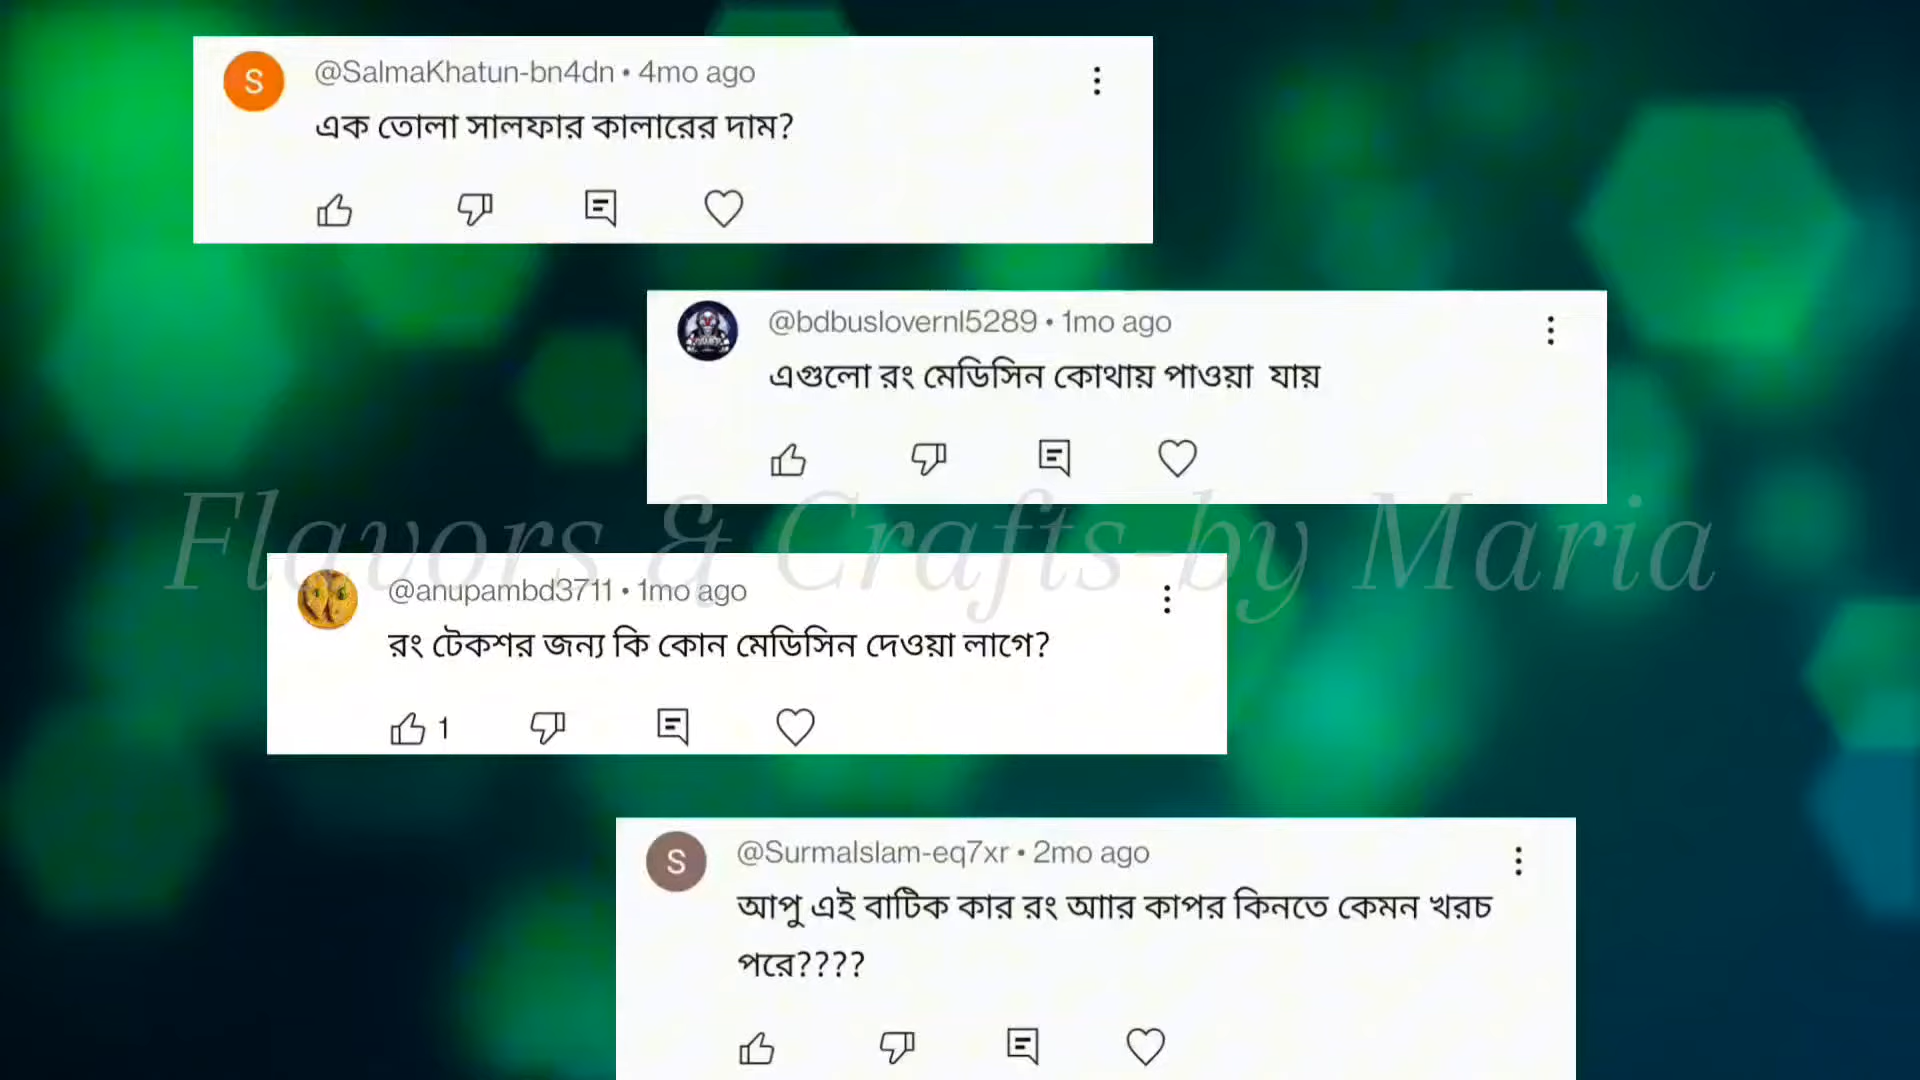 @SalmaKhatun-bn4dn • 4mo ago
এক তোলা সালফার কালারের দাম?
@bdbuslovernl5289 • 1mo ago
এগুলো রং মেডিসিন কোথায় পাওয়া যায়
Flavors & Crafts by Maria
@anupambd3711 • 1mo ago
রং টেকশর জন্য কি কোন মেডিসিন দেওয়া লাগে?
1
@SurmaIslam-eq7xr • 2mo ago
আপু এই বাটিক কার রং আার কাপর কিনতে কেমন খরচ
পরে????